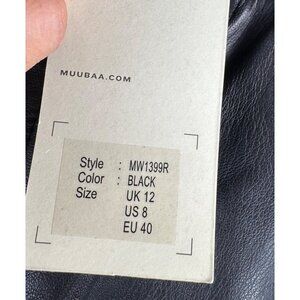 MUUBAA.COM
Style : MW1399R
Color : BLACK
Size UK 12
US 8
EU 40